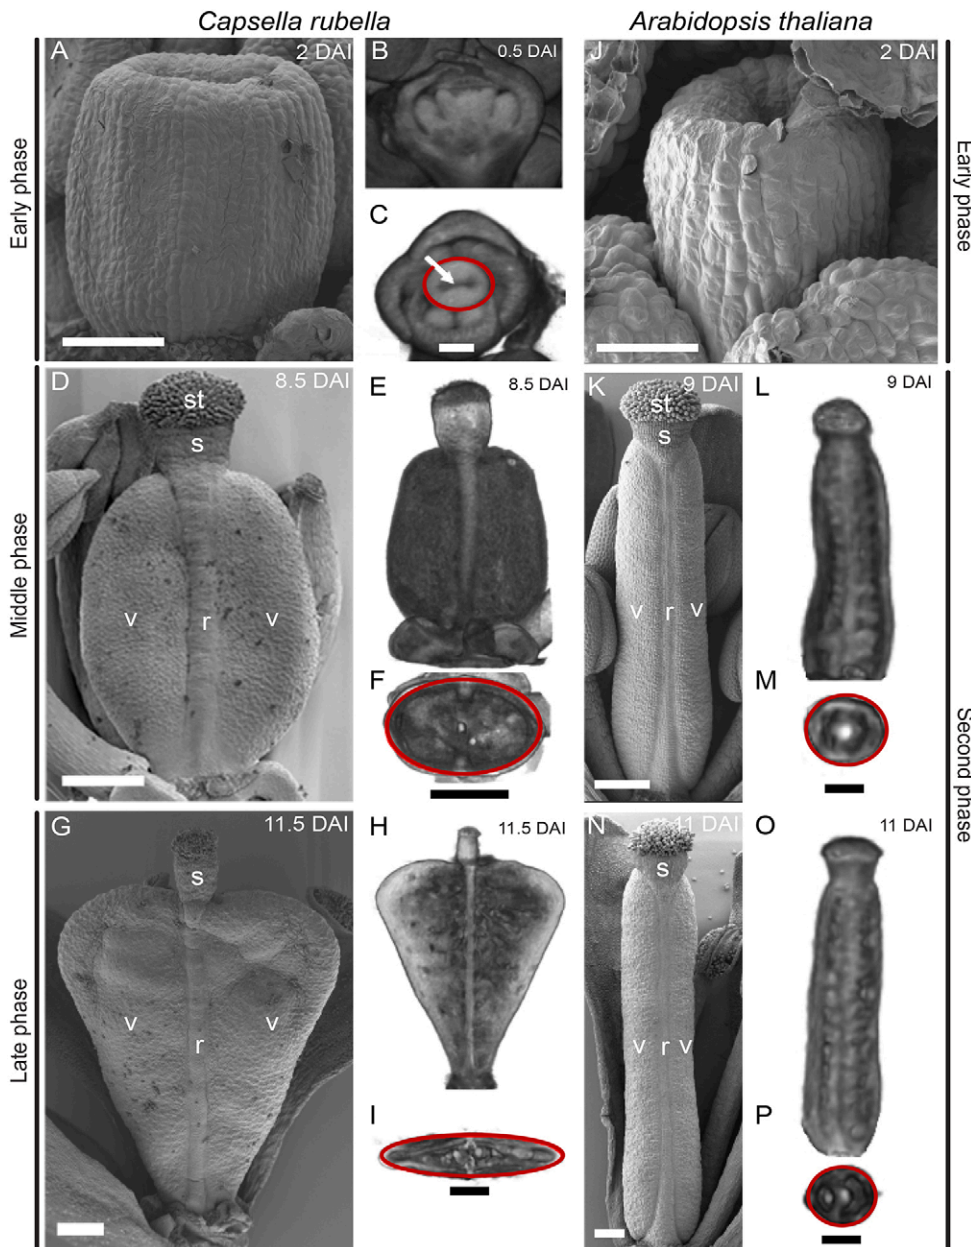 Capsella rubella
Arabidopsis thaliana
Early phase
A
2 DAI
B
0.5 DAI
C
J
2 DAI
Early phase
Middle phase
D
8.5 DAI
st
s
v
r
v
E
8.5 DAI
F
K
9 DAI
st
s
v
r
v
L
9 DAI
M
Second phase
Late phase
G
11.5 DAI
s
v
r
v
H
11.5 DAI
I
N
11 DAI
s
v
r
v
O
11 DAI
P